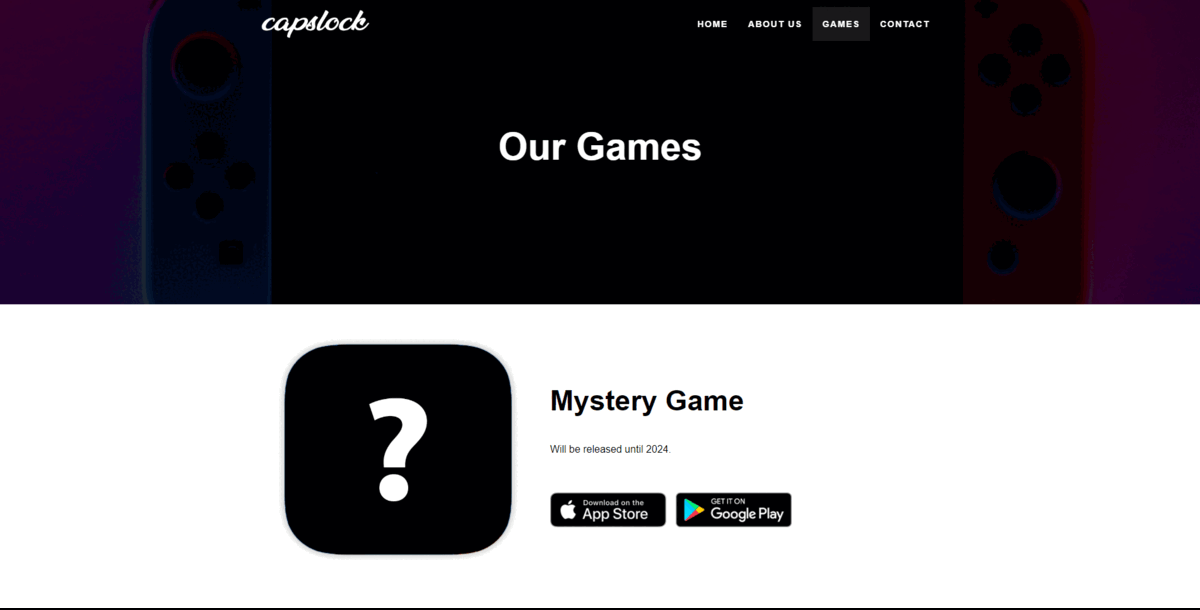 capslock
HOME ABOUT US GAMES CONTACT
Our Games
?
Mystery Game
Will be released until 2024.
Download on the
App Store
GET IT ON
Google Play